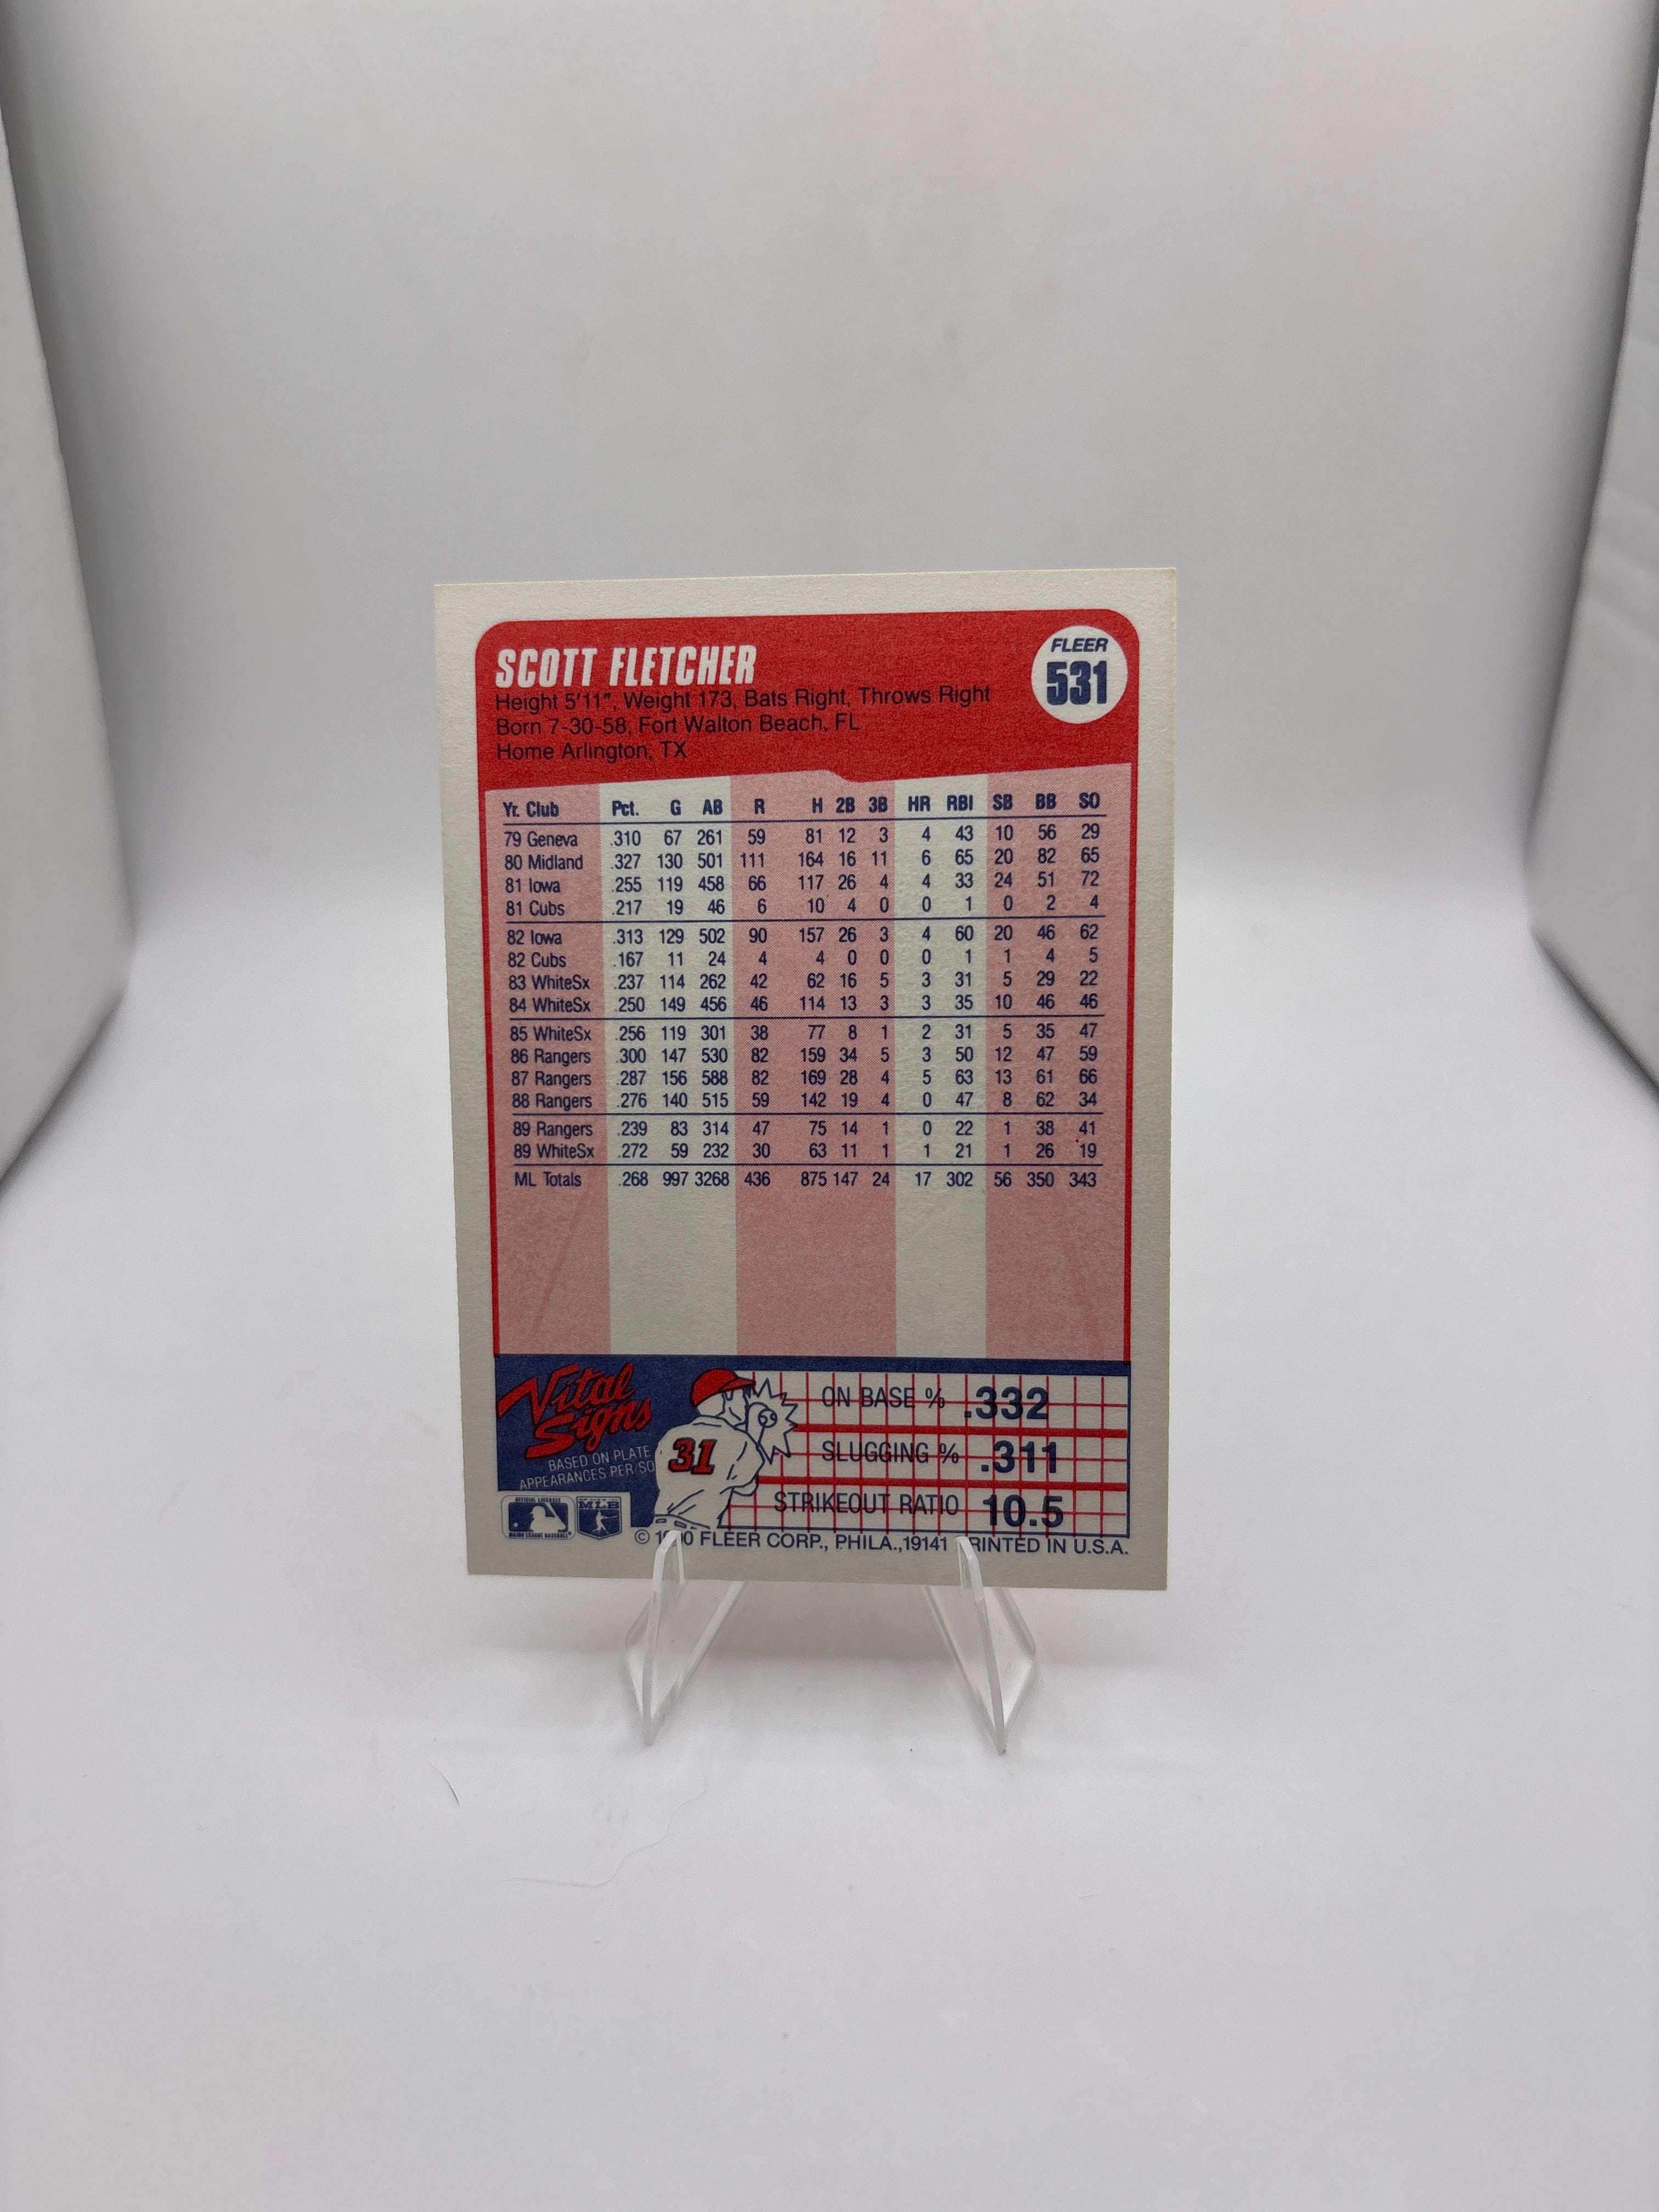 SCOTT FLETCHER
FLEER
531
Height 5'11", Weight 173, Bats Right, Throws Right
Born 7-30-58, Fort Walton Beach, FL
Home Arlington, TX
Yr. Club Pct. G AB R H 2B 3B HR RBI SB BB SO
79 Geneva .310 67 261 59 81 12 3 4 43 10 56 29
80 Midland .327 130 501 111 164 16 11 6 65 20 82 65
81 Iowa .255 119 458 66 117 26 4 4 33 24 51 72
81 Cubs .217 19 46 6 10 4 0 0 1 0 2 4
82 Iowa .313 129 502 90 157 26 3 4 60 20 46 62
82 Cubs .167 11 24 4 4 0 0 0 1 1 4 5
83 WhiteSx .237 114 262 42 62 16 5 3 31 5 29 22
84 WhiteSx .250 149 456 46 114 13 3 3 35 10 46 46
85 WhiteSx .256 119 301 38 77 8 1 2 31 5 35 47
86 Rangers .300 147 530 82 159 34 5 3 50 12 47 59
87 Rangers .287 156 588 82 169 28 4 5 63 13 61 66
88 Rangers .276 140 515 59 142 19 4 0 47 8 62 34
89 Rangers .239 83 314 47 75 14 1 0 22 1 38 41
89 WhiteSx .272 59 232 30 63 11 1 1 21 1 26 19
ML Totals .268 997 3268 436 875 147 24 17 302 56 350 343
Vital
Signs
BASED ON PLATE
APPEARANCES PER SO
31
ON BASE % .332
SLUGGING % .311
STRIKEOUT RATIO 10.5
OFFICIAL LICENSEE
MAJOR LEAGUE BASEBALL
MLB
© FLEER CORP., PHILA.,19141 PRINTED IN U.S.A.